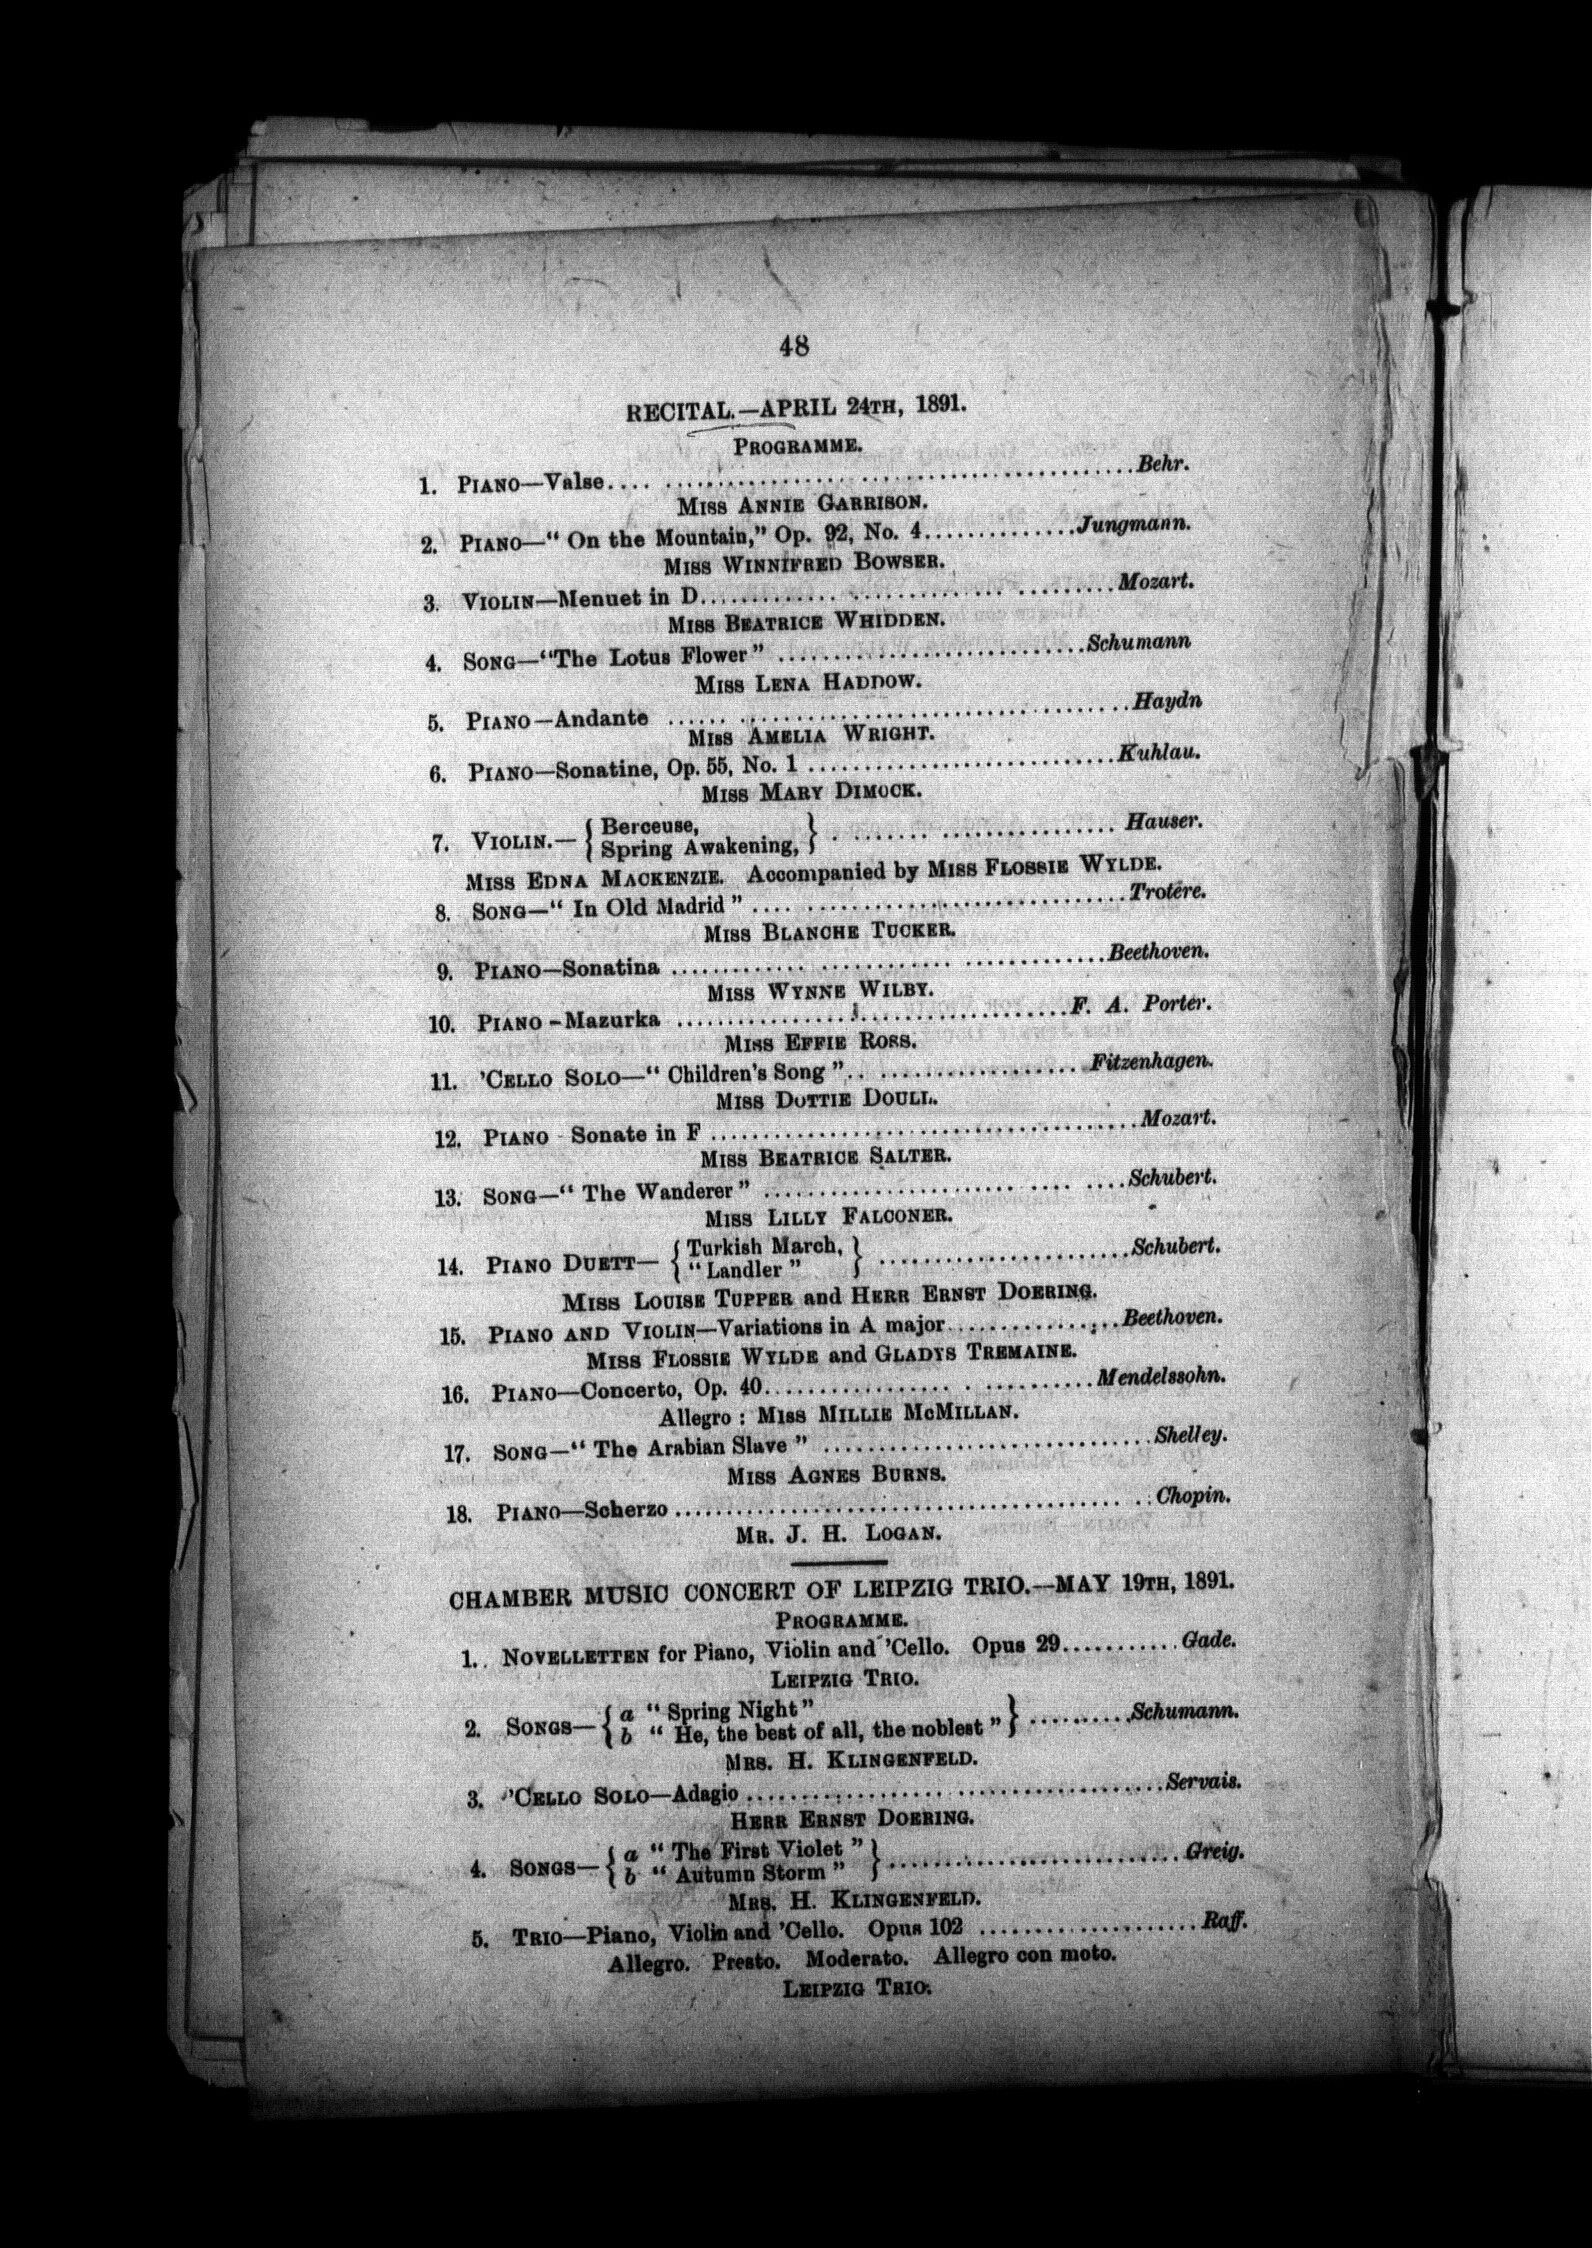 48
RECITAL.—APRIL 24TH, 1891.
PROGRAMME.
1. PIANO—Valse.... ........................................Behr.
MISS ANNIE GARRISON.
2. PIANO—“ On the Mountain,” Op. 92, No. 4..............Jungmann.
MISS WINNIFRED BOWSER.
3. VIOLIN—Menuet in D...................................Mozart.
MISS BEATRICE WHIDDEN.
4. SONG—“The Lotus Flower” ............................Schumann
MISS LENA HADDOW.
5. PIANO—Andante ...... ...................................Haydn
MISS AMELIA WRIGHT.
6. PIANO—Sonatine, Op. 55, No. 1 ............................Kuhlau.
MISS MARY DIMOCK.
7. VIOLIN.— { Berceuse,
Spring Awakening, } . ....... ................ Hauser.
MISS EDNA MACKENZIE. Accompanied by MISS FLOSSIE WYLDE.
8. SONG—“ In Old Madrid ” .... .............................Trotére.
MISS BLANCHE TUCKER.
9. PIANO—Sonatina ............ ............ .............Beethoven.
MISS WYNNE WILBY.
10. PIANO-Mazurka ...................................F. A. Porter.
MISS EFFIE ROSS.
11. 'CELLO SOLO—“ Children's Song ”.. .................. Fitzenhagen.
MISS DOTTIE DOULL.
12. PIANO - Sonate in F .......................................Mozart.
MISS BEATRICE SALTER.
13. SONG—“ The Wanderer ” ....................... .... ....Schubert.
MISS LILLY FALCONER.
14. PIANO DUETT— { Turkish March,
“ Landler ” } .......................Schubert.
MISS LOUISE TUPPER and HERR ERNST DOERING.
15. PIANO AND VIOLIN—Variations in A major................Beethoven.
MISS FLOSSIE WYLDE and GLADYS TREMAINE.
16. PIANO—Concerto, Op. 40................. . ..........Mendelssohn.
Allegro : MISS MILLIE MCMILLAN.
17. SONG—“ The Arabian Slave ” ..............................Shelley.
MISS AGNES BURNS.
18. PIANO—Scherzo ......................................... ..Chopin.
MR. J. H. LOGAN.
CHAMBER MUSIC CONCERT OF LEIPZIG TRIO.—MAY 19TH, 1891.
PROGRAMME.
1. NOVELLETTEN for Piano, Violin and 'Cello. Opus 29...........Gade.
LEIPZIG TRIO.
2. SONGS— { a “ Spring Night”
b “ He, the best of all, the noblest ” } ..........Schumann.
MRS. H. KLINGENFELD.
3. 'CELLO SOLO—Adagio ......................................Servais.
HERR ERNST DOERING.
4. SONGS— { a “ The First Violet ”
b “ Autumn Storm ” } ...........................Greig.
MRS. H. KLINGENFELD.
5. TRIO—Piano, Violin and 'Cello. Opus 102 ....................Raff.
Allegro. Presto. Moderato. Allegro con moto.
LEIPZIG TRIO.